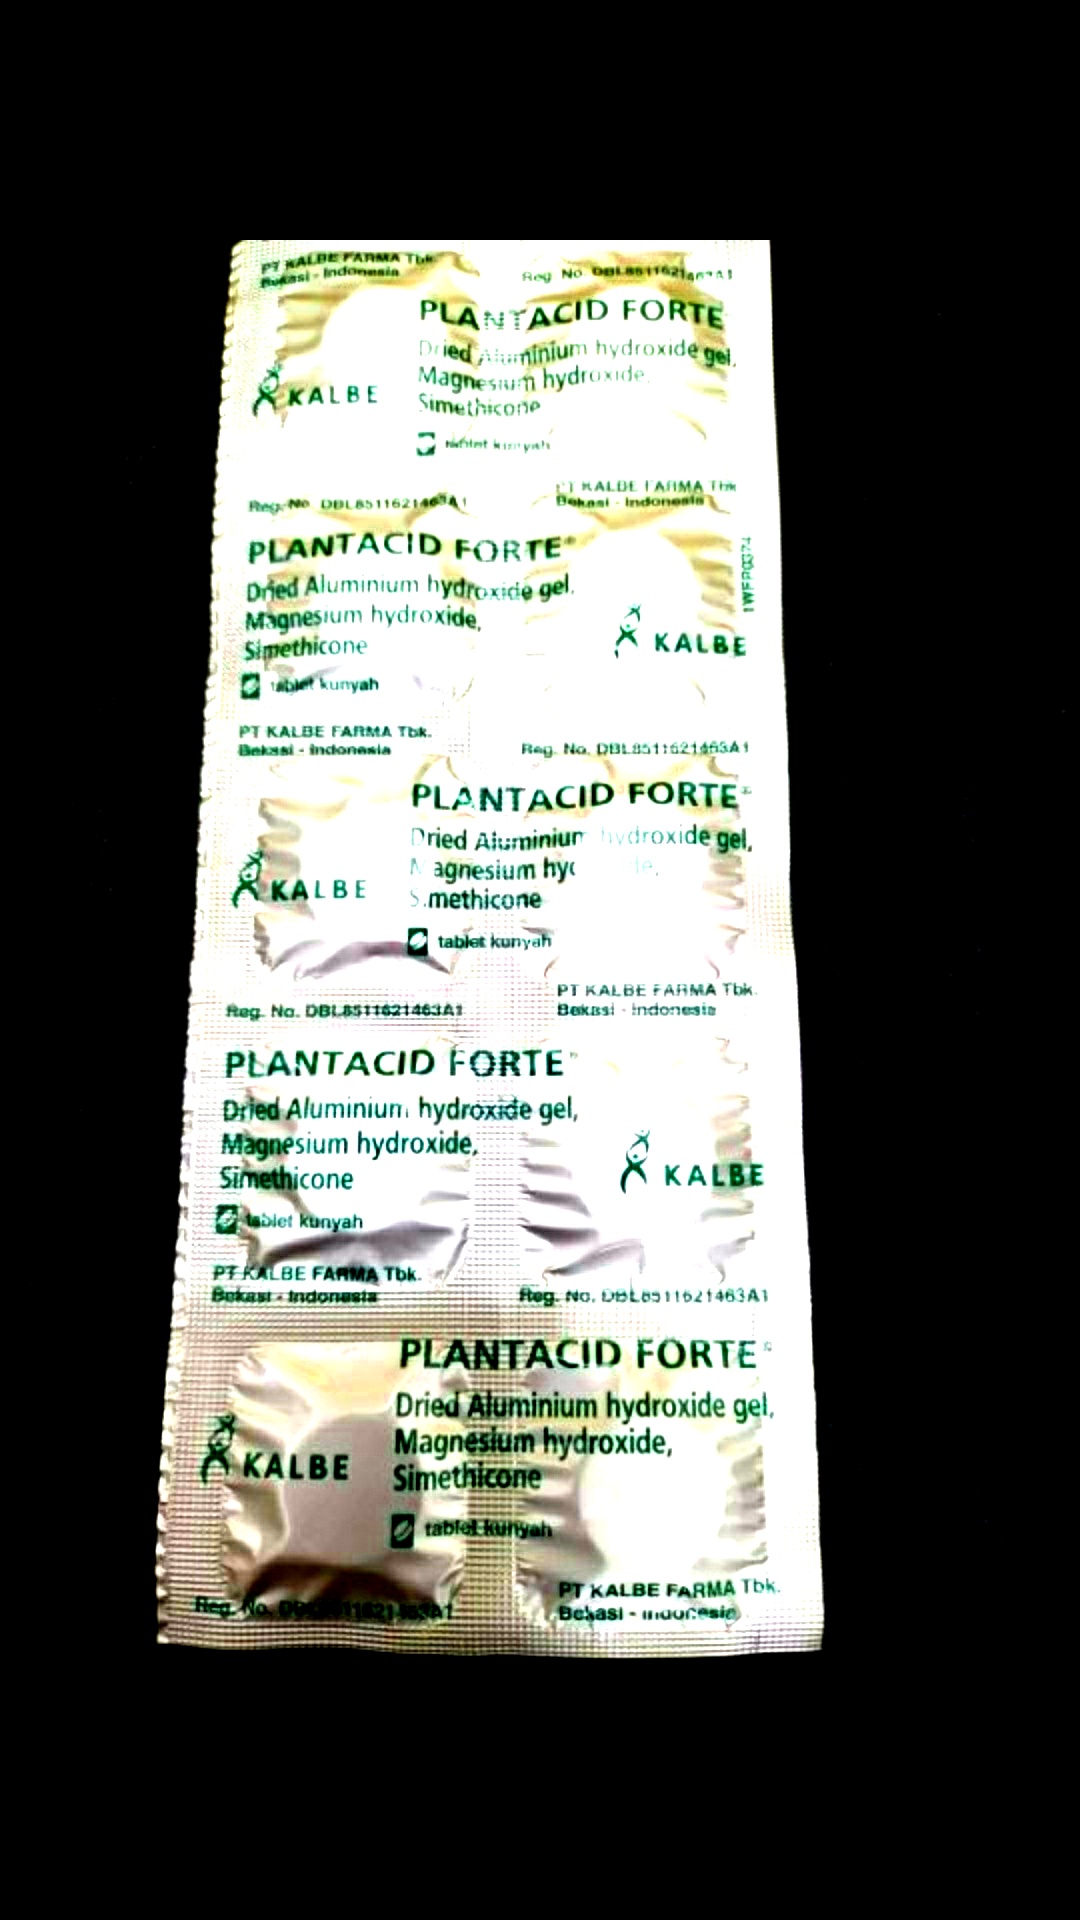 PT KALBE FARMA Tbk.
Bekasi - Indonesia
Reg. No. DBL8511621463A1
PLANTACID FORTE
Dried Aluminium hydroxide gel,
Magnesium hydroxide,
Simethicone
KALBE
tablet kunyah
Reg. No. DBL8511621463A1
PT KALBE FARMA Tbk
Bekasi - Indonesia
PLANTACID FORTE®
Dried Aluminium hydroxide gel,
Magnesium hydroxide,
Simethicone
KALBE
tablet kunyah
PT KALBE FARMA Tbk.
Bekasi - Indonesia
Reg. No. DBL8511621463A1
PLANTACID FORTE®
Dried Aluminium hydroxide gel,
Magnesium hydroxide,
Simethicone
KALBE
tablet kunyah
Reg. No. DBL8511621463A1
PT KALBE FARMA Tbk.
Bekasi - Indonesia
PLANTACID FORTE®
Dried Aluminium hydroxide gel,
Magnesium hydroxide,
Simethicone
KALBE
tablet kunyah
PT KALBE FARMA Tbk.
Bekasi - Indonesia
Reg. No. DBL8511621463A1
PLANTACID FORTE®
Dried Aluminium hydroxide gel,
Magnesium hydroxide,
Simethicone
KALBE
tablet kunyah
Reg. No. DBL8511621463A1
PT KALBE FARMA Tbk.
Bekasi - Indonesia